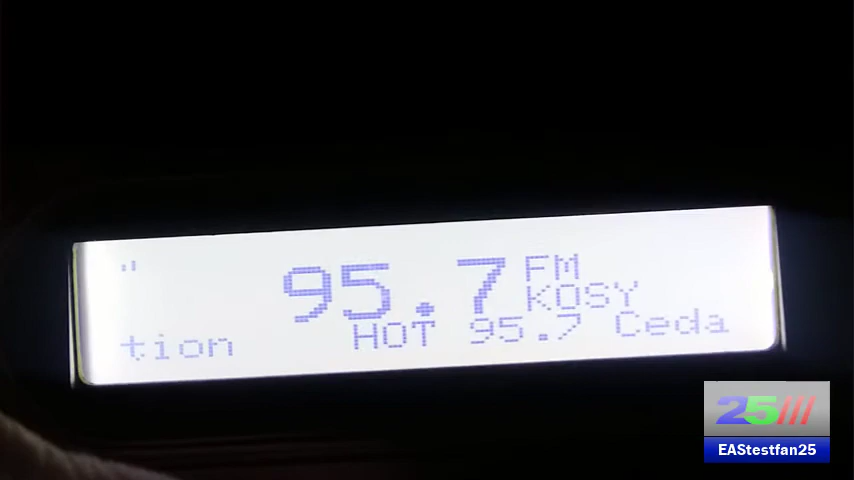 "
95.7 FM
KOSY
tion HOT 95.7 Ceda
25///
EAStestfan25